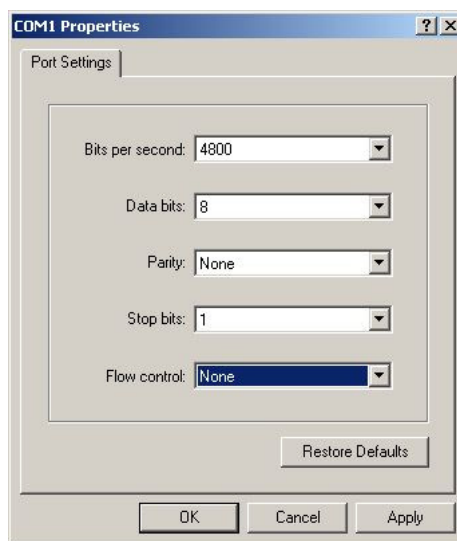 COM1 Properties
Port Settings
Bits per second: 4800
Data bits: 8
Parity: None
Stop bits: 1
Flow control: None
Restore Defaults
OK Cancel Apply